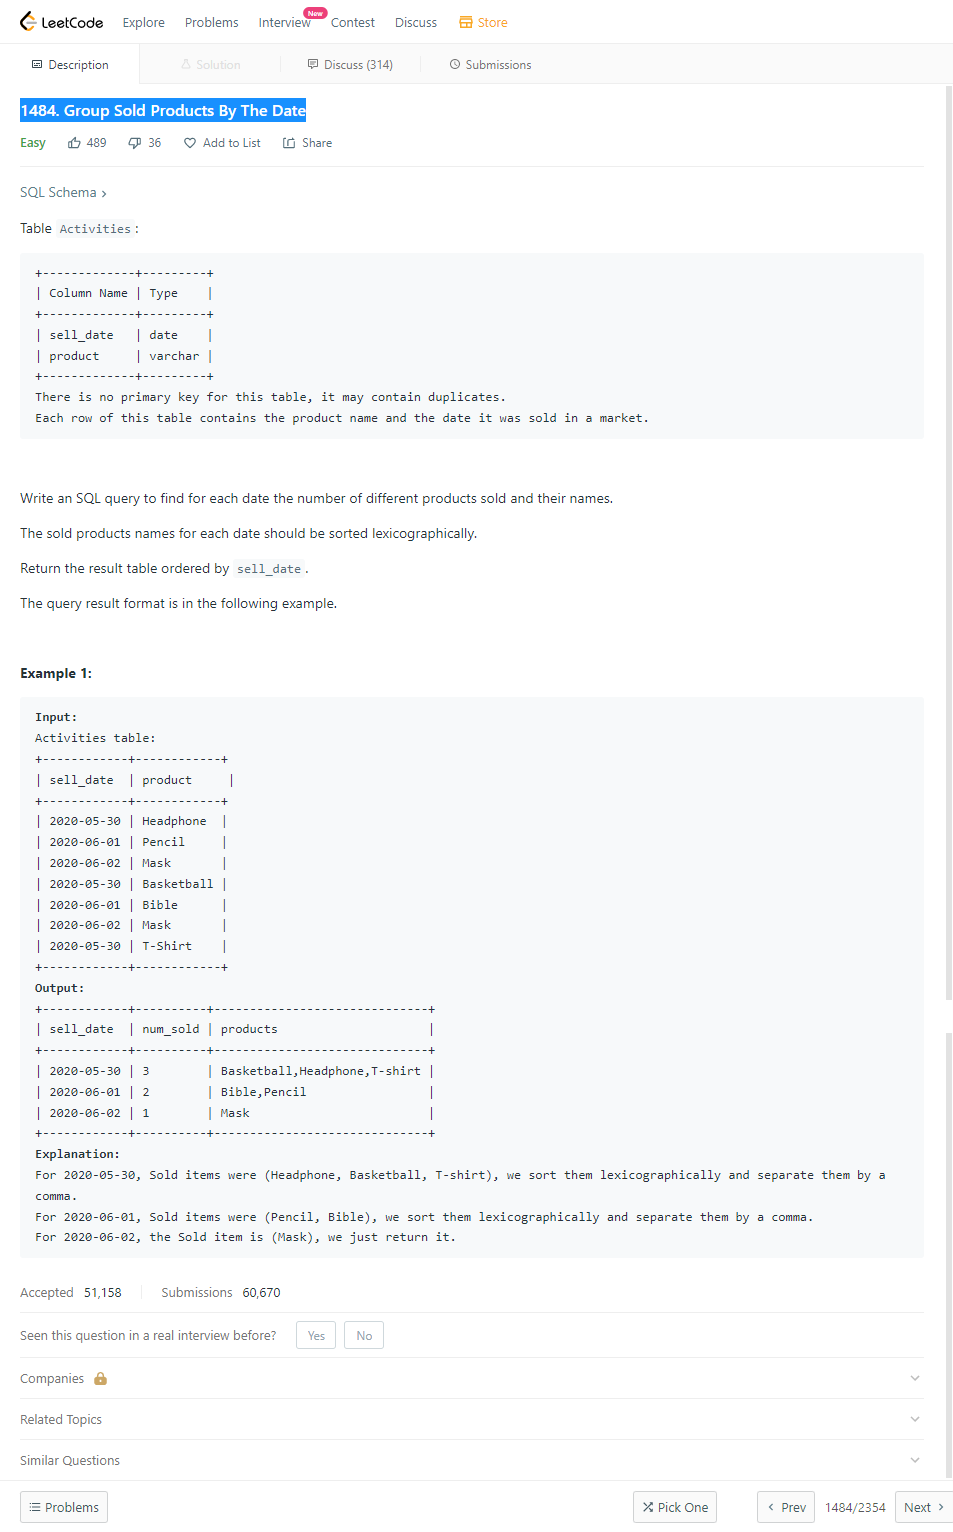 LeetCode Explore Problems Interview New Contest Discuss Store
Description Solution Discuss (314) Submissions
1484. Group Sold Products By The Date
Easy 489 36 Add to List Share
SQL Schema >
Table Activities :
+-------------+---------+
| Column Name | Type    |
+-------------+---------+
| sell_date   | date    |
| product     | varchar |
+-------------+---------+
There is no primary key for this table, it may contain duplicates.
Each row of this table contains the product name and the date it was sold in a market.
Write an SQL query to find for each date the number of different products sold and their names.
The sold products names for each date should be sorted lexicographically.
Return the result table ordered by sell_date .
The query result format is in the following example.
Example 1:
Input:
Activities table:
+------------+------------+
| sell_date  | product     |
+------------+------------+
| 2020-05-30 | Headphone  |
| 2020-06-01 | Pencil     |
| 2020-06-02 | Mask       |
| 2020-05-30 | Basketball |
| 2020-06-01 | Bible      |
| 2020-06-02 | Mask       |
| 2020-05-30 | T-Shirt    |
+------------+------------+
Output:
+------------+----------+------------------------------+
| sell_date  | num_sold | products                     |
+------------+----------+------------------------------+
| 2020-05-30 | 3        | Basketball,Headphone,T-shirt |
| 2020-06-01 | 2        | Bible,Pencil                 |
| 2020-06-02 | 1        | Mask                         |
+------------+----------+------------------------------+
Explanation:
For 2020-05-30, Sold items were (Headphone, Basketball, T-shirt), we sort them lexicographically and separate them by a
comma.
For 2020-06-01, Sold items were (Pencil, Bible), we sort them lexicographically and separate them by a comma.
For 2020-06-02, the Sold item is (Mask), we just return it.
Accepted 51,158 Submissions 60,670
Seen this question in a real interview before? Yes No
Companies
Related Topics
Similar Questions
Problems Pick One < Prev 1484/2354 Next >